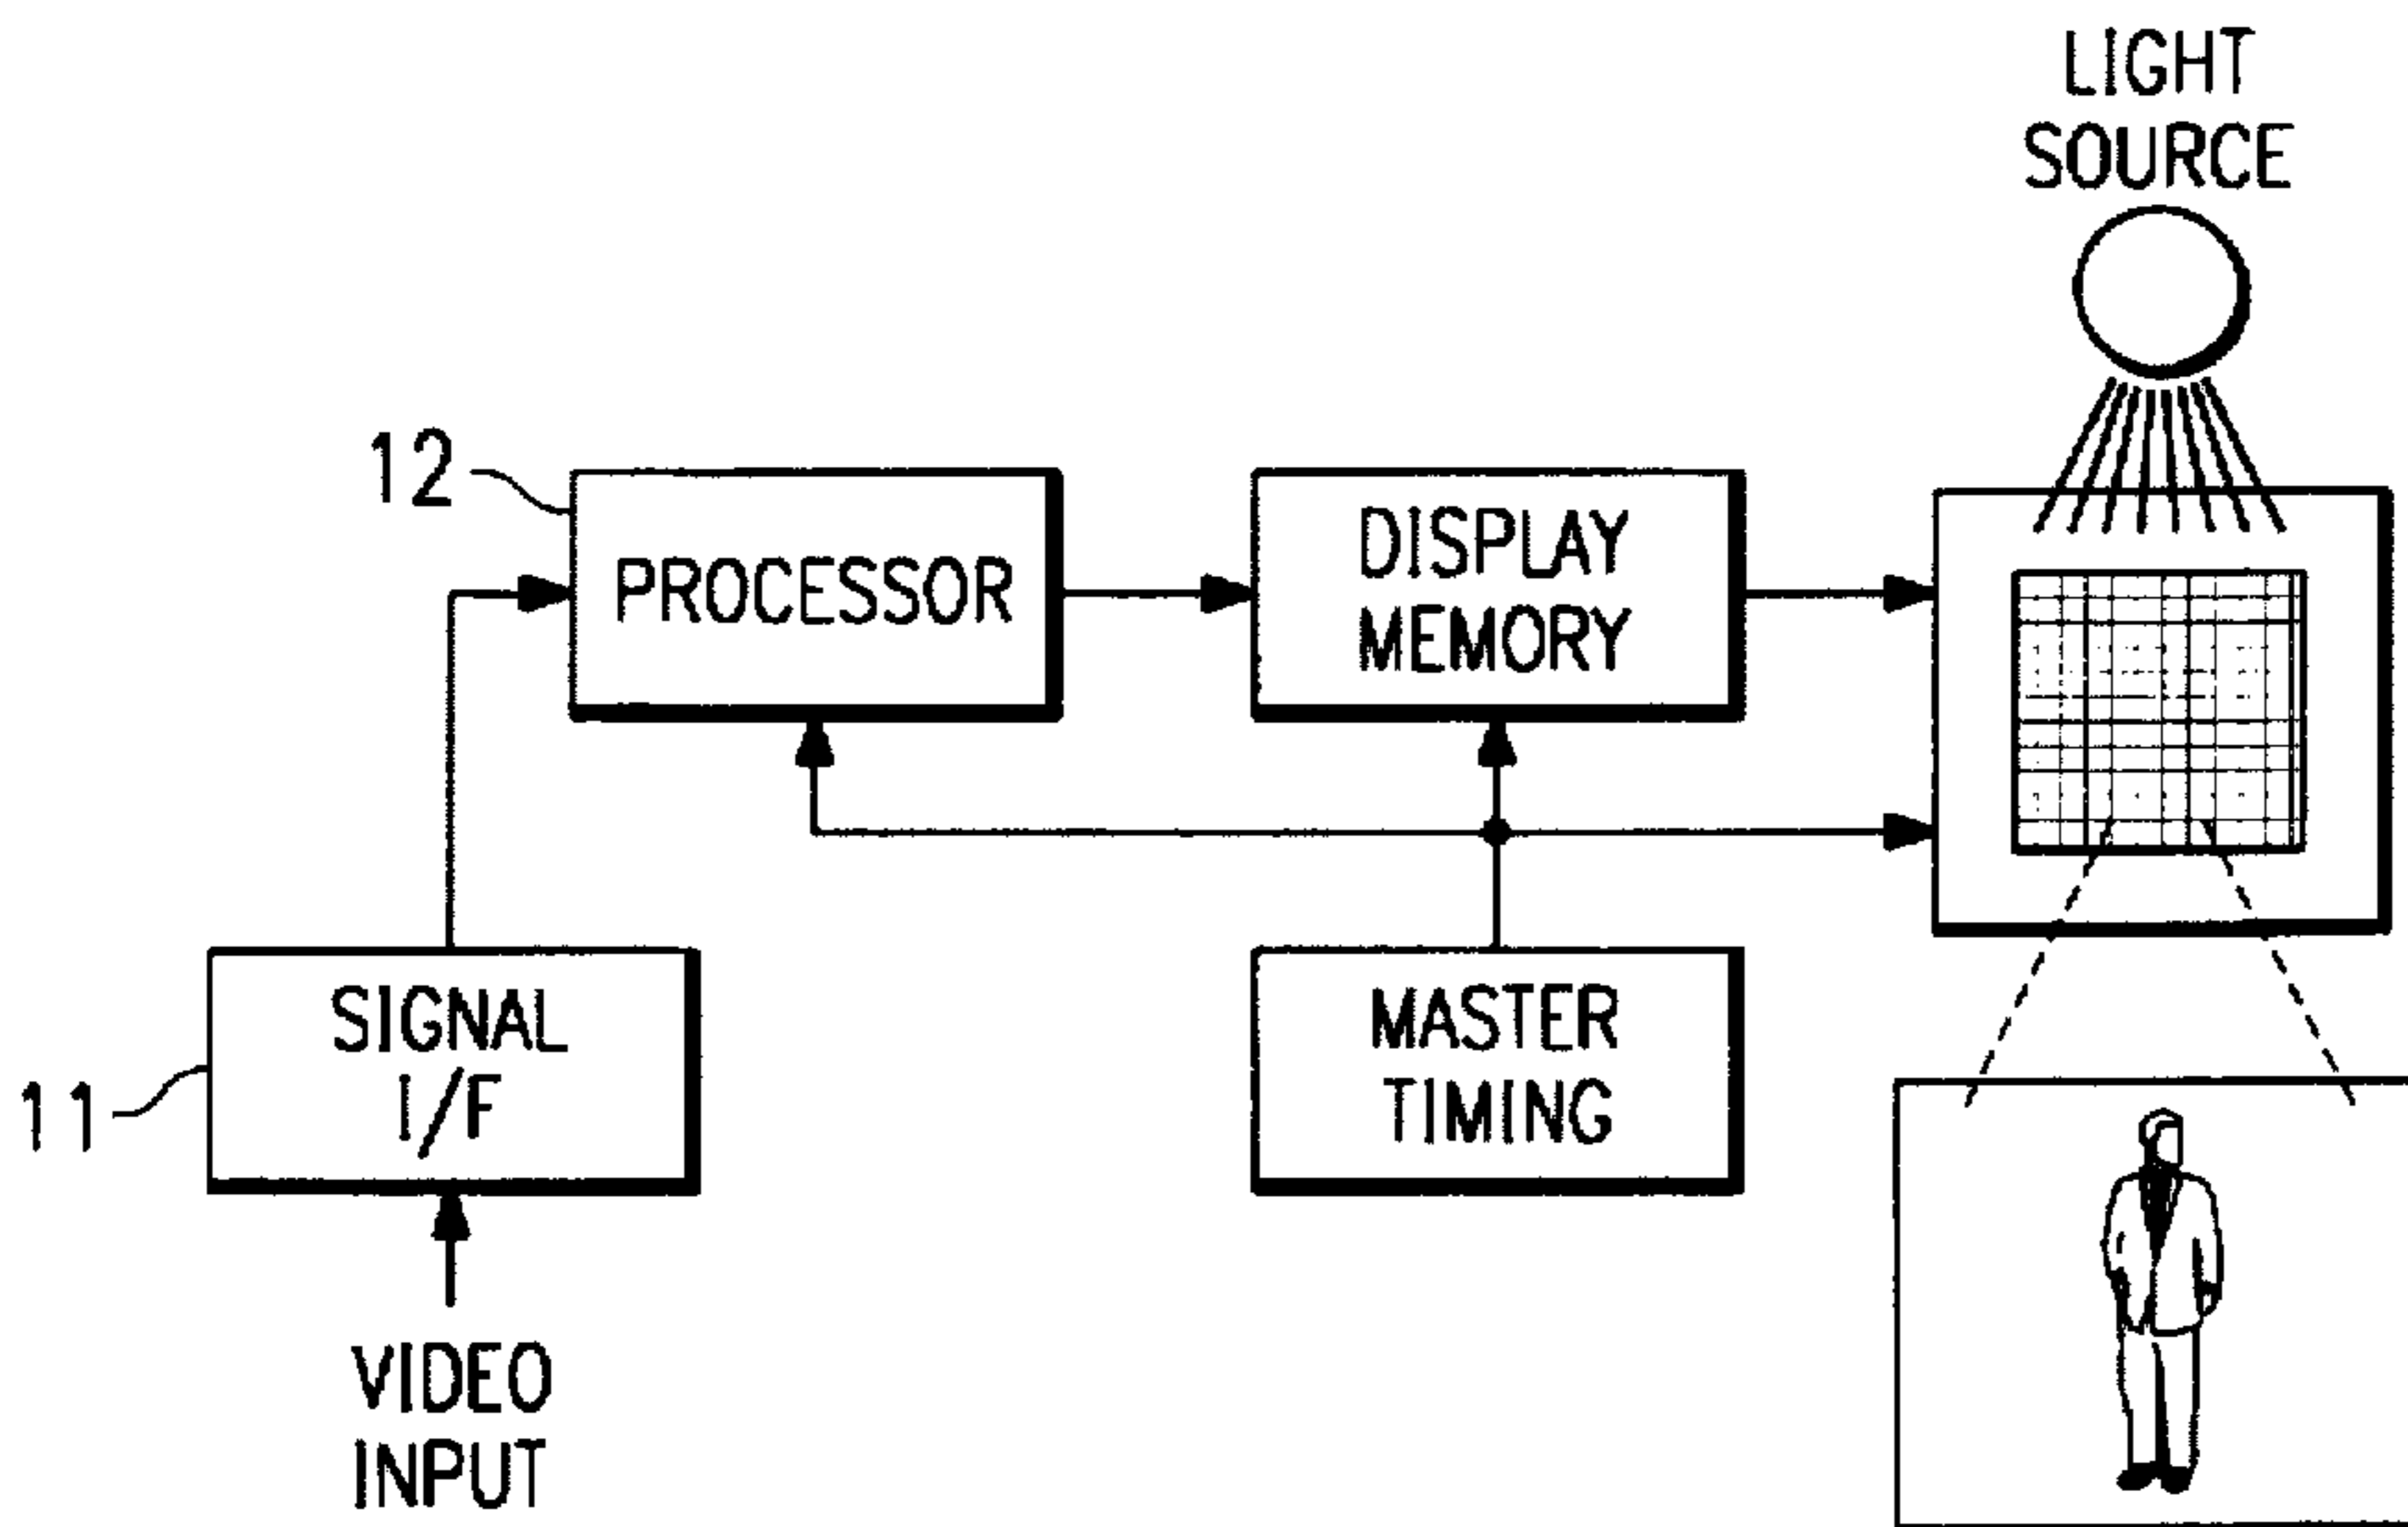 LIGHT
SOURCE
12
PROCESSOR
DISPLAY
MEMORY
11
SIGNAL
I/F
MASTER
TIMING
VIDEO
INPUT